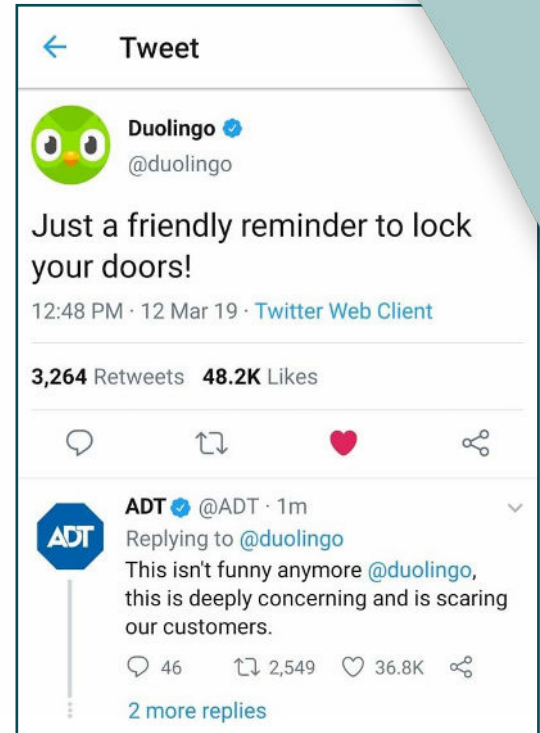 Tweet
Duolingo
@duolingo
Just a friendly reminder to lock
your doors!
12:48 PM · 12 Mar 19 · Twitter Web Client
3,264 Retweets 48.2K Likes
ADT @ADT · 1m
ADT
Replying to @duolingo
This isn't funny anymore @duolingo,
this is deeply concerning and is scaring
our customers.
46 2,549 36.8K
2 more replies